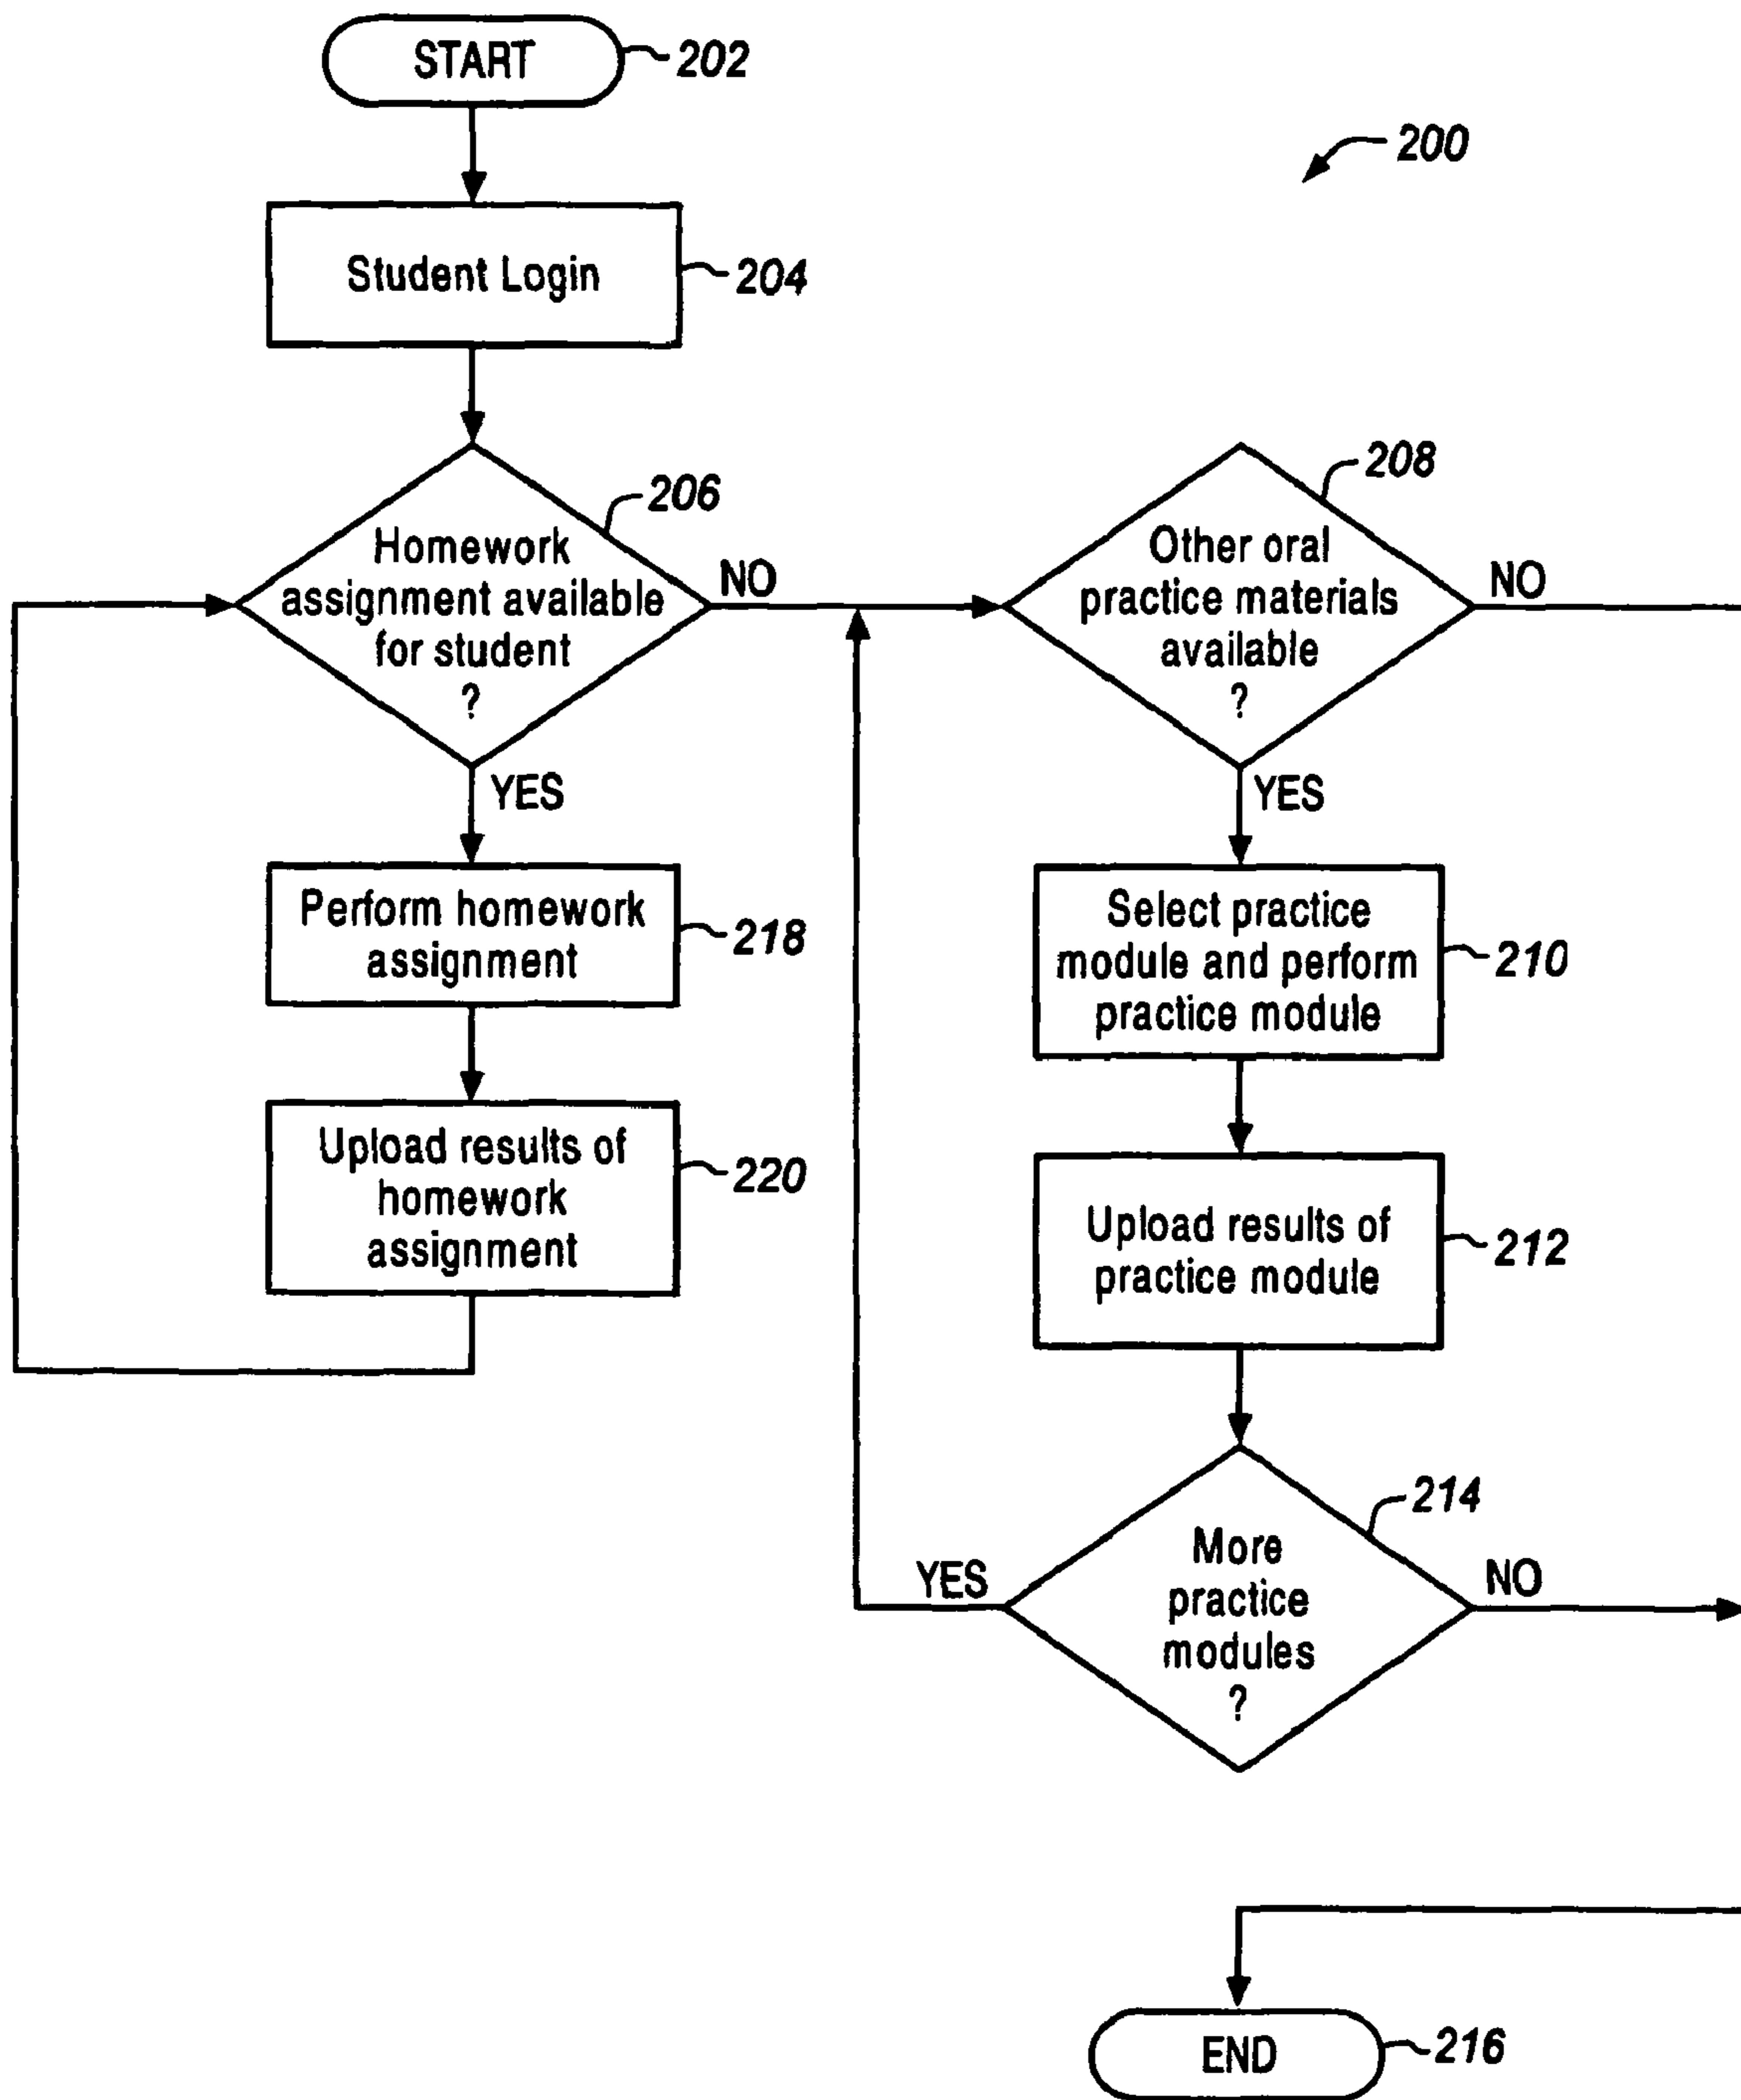 START
202
200
Student Login
204
206
Homework
assignment available
for student
?
NO
YES
208
Other oral
practice materials
available
?
NO
YES
Perform homework
assignment
218
Select practice
module and perform
practice module
210
Upload results of
homework
assignment
220
Upload results of
practice module
212
214
More
practice
modules
?
YES
NO
END
216